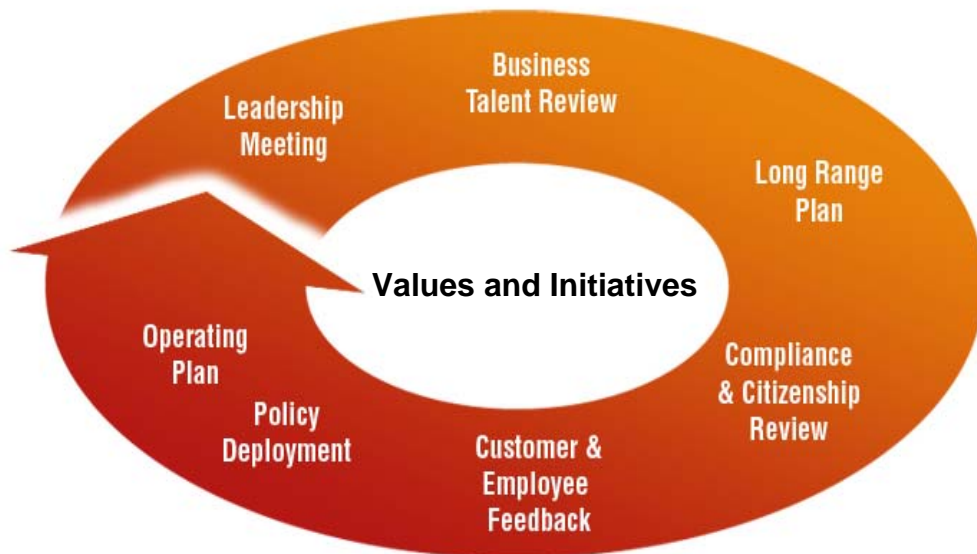 Business
Talent Review
Leadership
Meeting
Long Range
Plan
Values and Initiatives
Operating
Plan
Compliance
& Citizenship
Review
Policy
Deployment
Customer &
Employee
Feedback